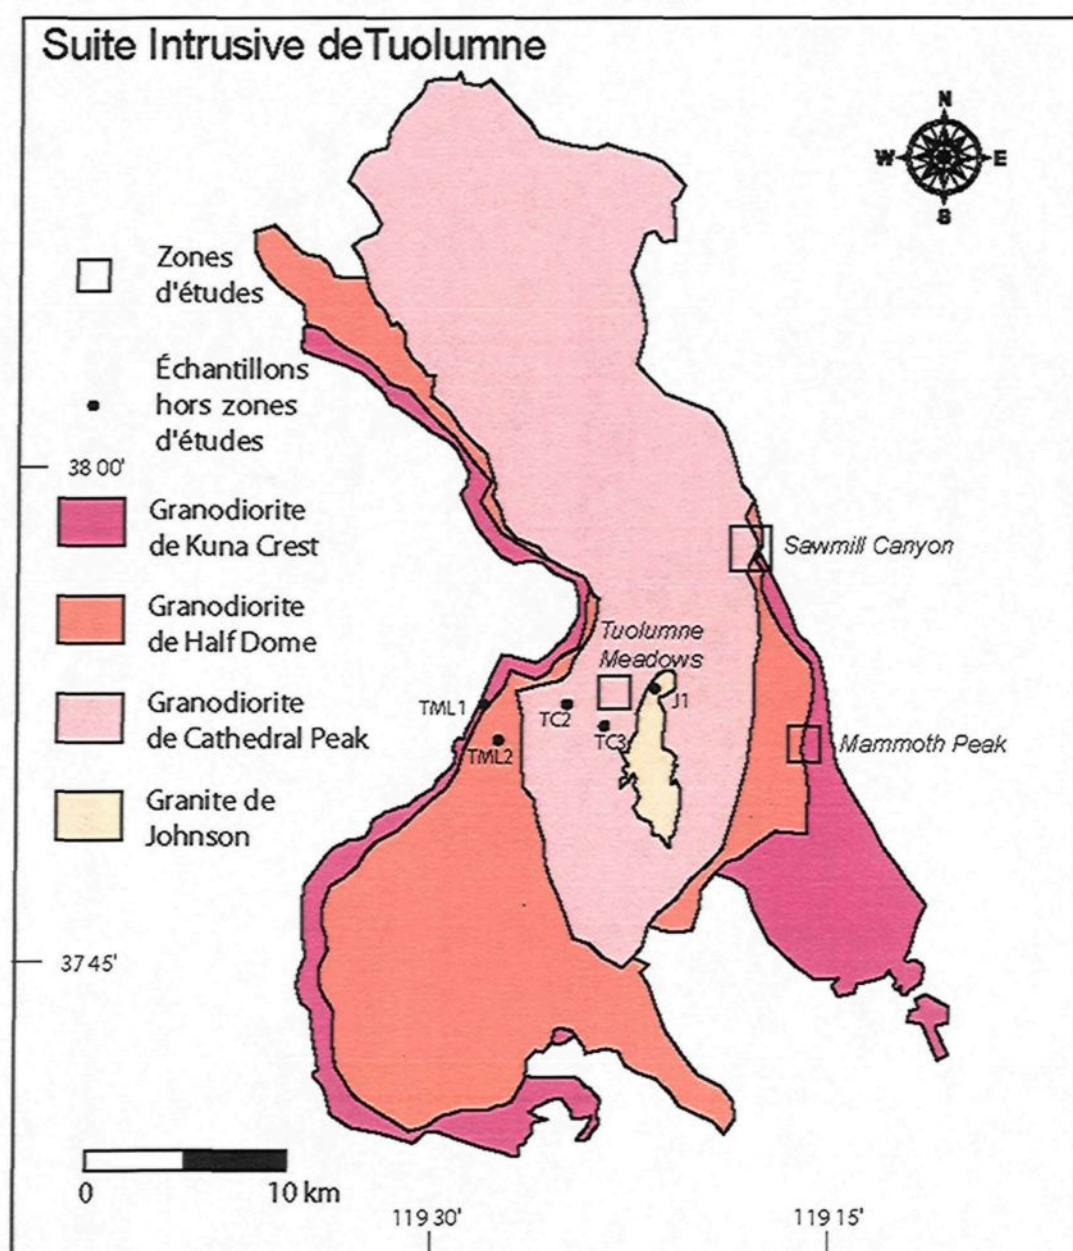 Suite Intrusive deTuolumne
N
W
E
S
Zones
d'études
Échantillons
hors zones
d'études
38 00'
Granodiorite
de Kuna Crest
Sawmill Canyon
Granodiorite
de Half Dome
Tuolumne
Meadows
Granodiorite
de Cathedral Peak
TML1
TC2
J1
TML2
TC3
Mammoth Peak
Granite de
Johnson
37 45'
0
10 km
119 30'
119 15'